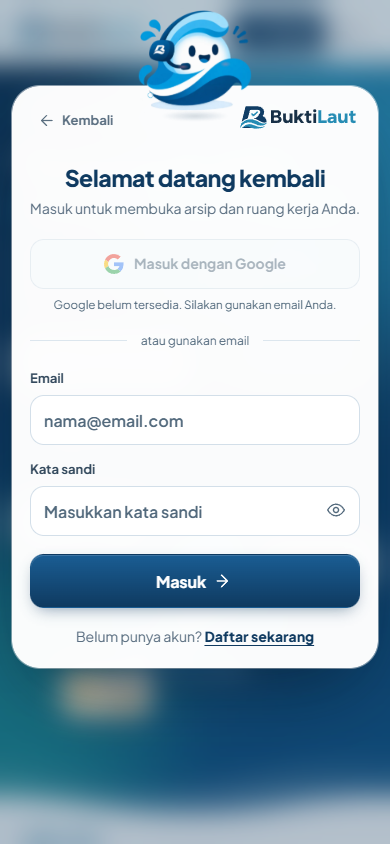 Kembali
BuktiLaut
Selamat datang kembali
Masuk untuk membuka arsip dan ruang kerja Anda.
Masuk dengan Google
Google belum tersedia. Silakan gunakan email Anda.
atau gunakan email
Email
nama@email.com
Kata sandi
Masukkan kata sandi
Masuk
Belum punya akun? Daftar sekarang